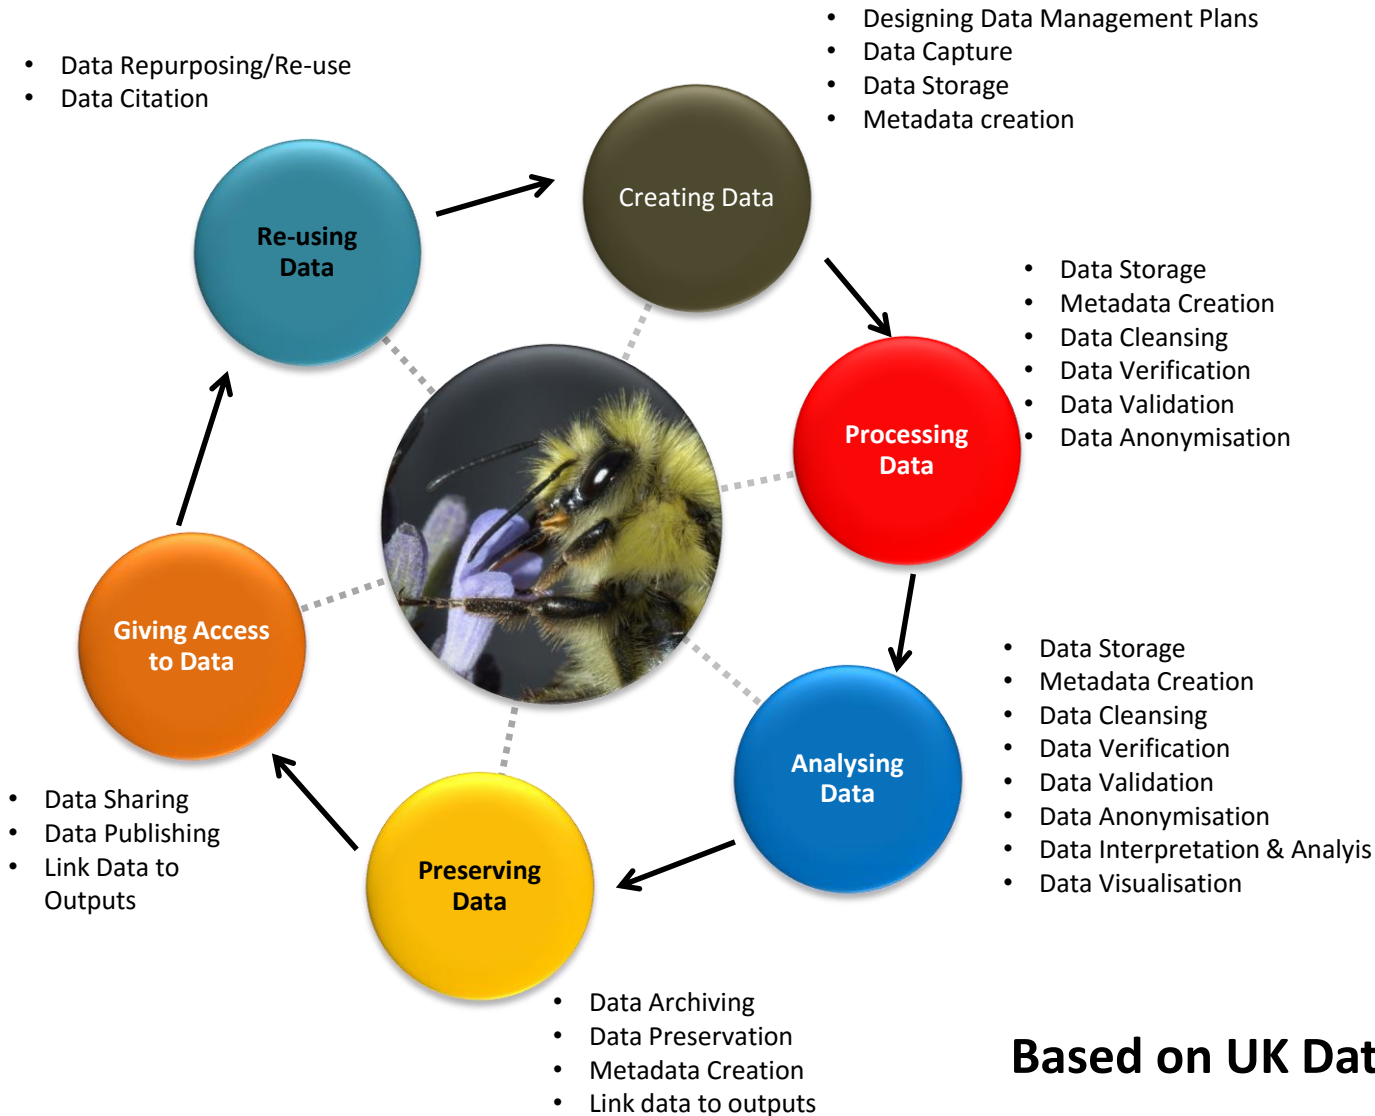 • Designing Data Management Plans
• Data Capture
• Data Storage
• Metadata creation
• Data Repurposing/Re-use
• Data Citation
Creating Data
Re-using
Data
• Data Storage
• Metadata Creation
• Data Cleansing
• Data Verification
• Data Validation
• Data Anonymisation
Processing
Data
Giving Access
to Data
• Data Storage
• Metadata Creation
• Data Cleansing
• Data Verification
• Data Validation
• Data Anonymisation
• Data Interpretation & Analyis
• Data Visualisation
Analysing
Data
• Data Sharing
• Data Publishing
• Link Data to
Outputs
Preserving
Data
• Data Archiving
• Data Preservation
• Metadata Creation
• Link data to outputs
Based on UK Dat